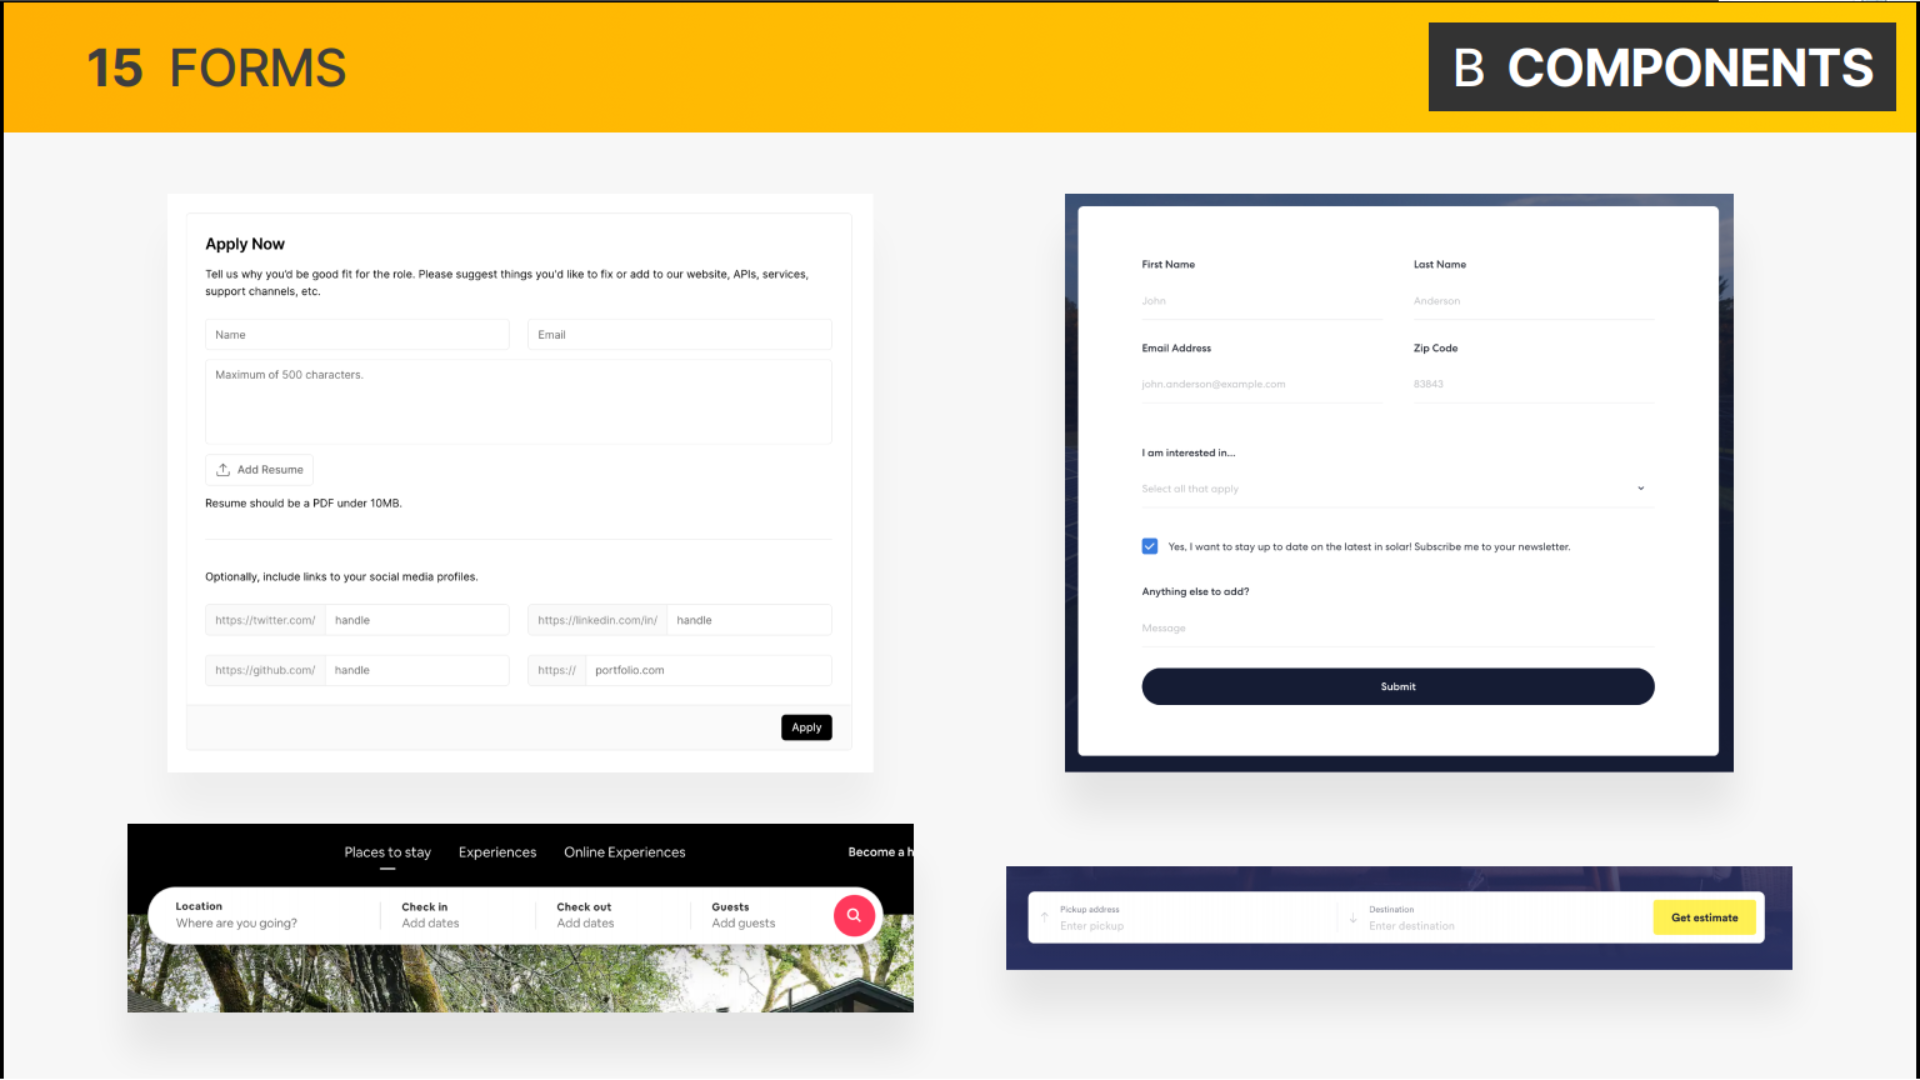 15 FORMS
B COMPONENTS
Apply Now
Tell us why you'd be good fit for the role. Please suggest things you'd like to fix or add to our website, APIs, services,
support channels, etc.
Name
Email
Maximum of 500 characters.
Add Resume
Resume should be a PDF under 10MB.
Optionally, include links to your social media profiles.
https://twitter.com/ handle
https://linkedin.com/in/ handle
https://github.com/ handle
https:// portfolio.com
Apply
First Name
Last Name
John
Anderson
Email Address
Zip Code
john.anderson@example.com
83843
I am interested in...
Select all that apply
Yes, I want to stay up to date on the latest in solar! Subscribe me to your newsletter.
Anything else to add?
Message
Submit
Places to stay
Experiences
Online Experiences
Become a h
Location
Where are you going?
Check in
Add dates
Check out
Add dates
Guests
Add guests
Pickup address
Enter pickup
Destination
Enter destination
Get estimate